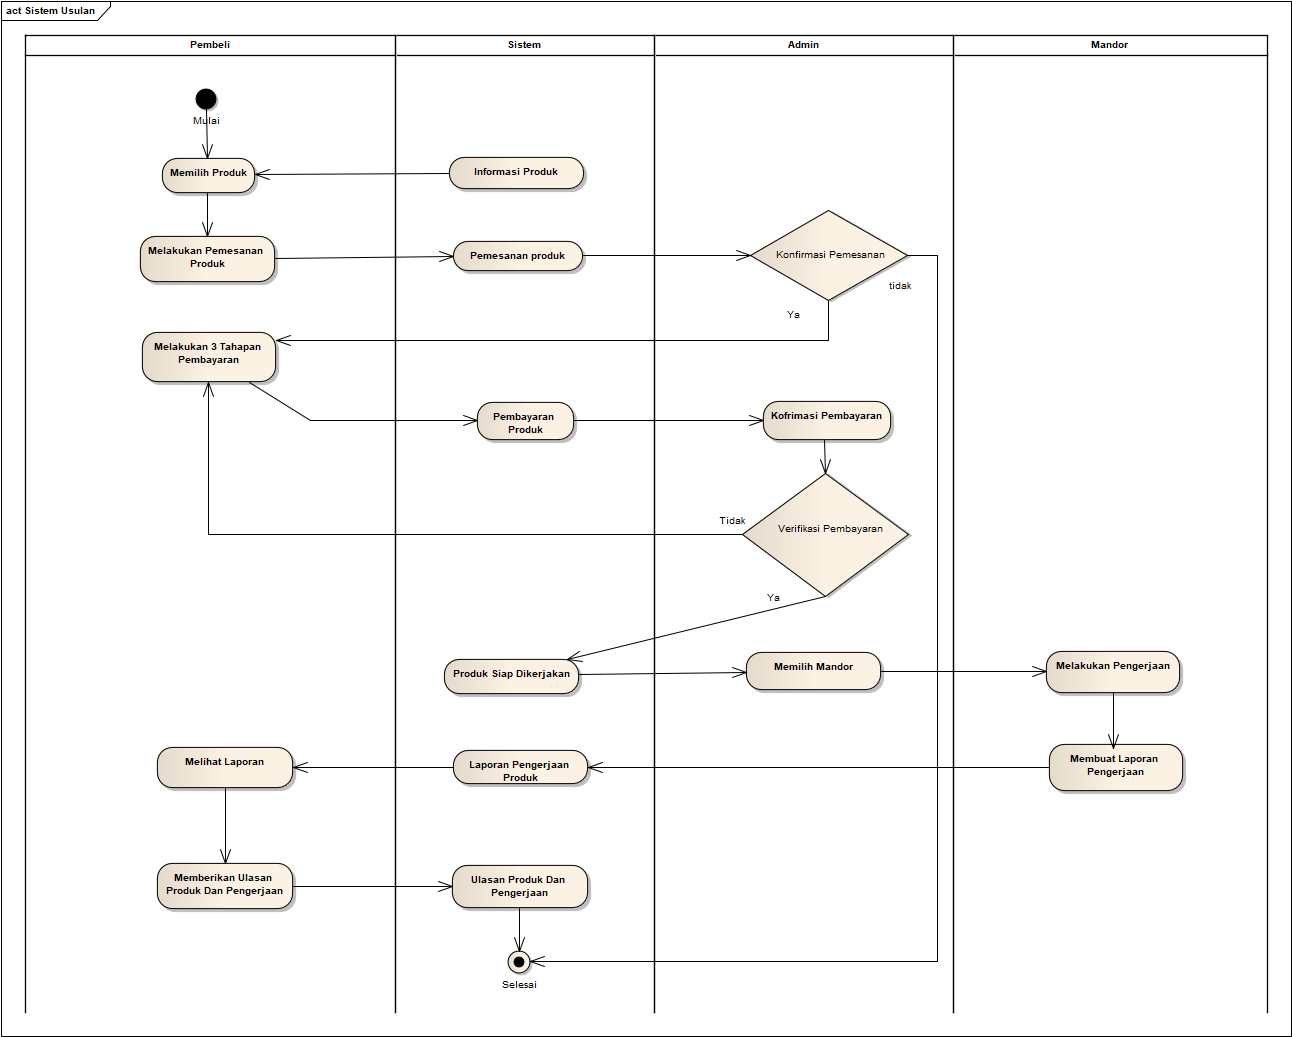 act Sistem Usulan
Pembeli
Sistem
Admin
Mandor
Mulai
Memilih Produk
Informasi Produk
Melakukan Pemesanan
Produk
Pemesanan produk
Konfirmasi Pemesanan
tidak
Ya
Melakukan 3 Tahapan
Pembayaran
Pembayaran
Produk
Kofrimasi Pembayaran
Tidak
Verifikasi Pembayaran
Ya
Produk Siap Dikerjakan
Memilih Mandor
Melakukan Pengerjaan
Melihat Laporan
Laporan Pengerjaan
Produk
Membuat Laporan
Pengerjaan
Memberikan Ulasan
Produk Dan Pengerjaan
Ulasan Produk Dan
Pengerjaan
Selesai